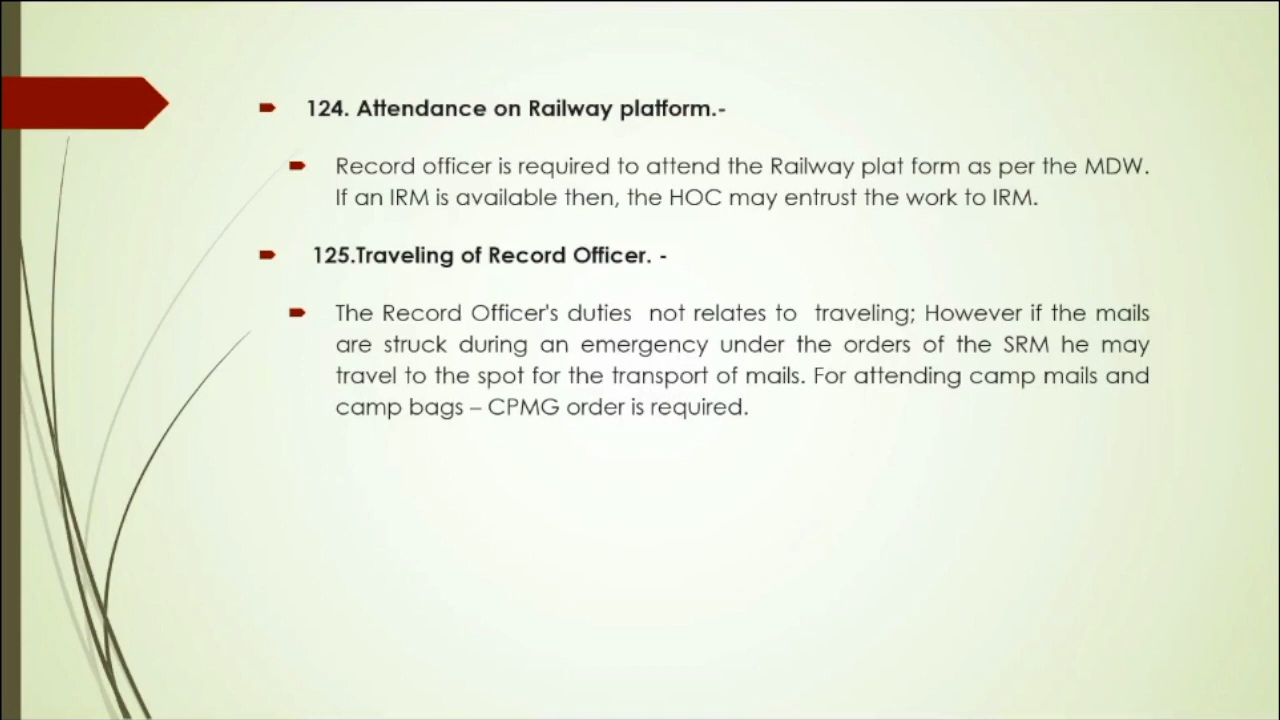 124. Attendance on Railway platform.-
Record officer is required to attend the Railway plat form as per the MDW.
If an IRM is available then, the HOC may entrust the work to IRM.
125.Traveling of Record Officer. -
The Record Officer's duties not relates to traveling; However if the mails
are struck during an emergency under the orders of the SRM he may
travel to the spot for the transport of mails. For attending camp mails and
camp bags – CPMG order is required.